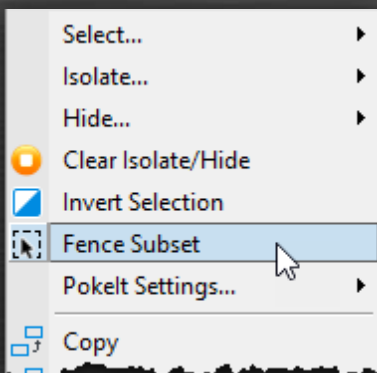 Select...
Isolate...
Hide...
Clear Isolate/Hide
Invert Selection
Fence Subset
PokeIt Settings...
Copy